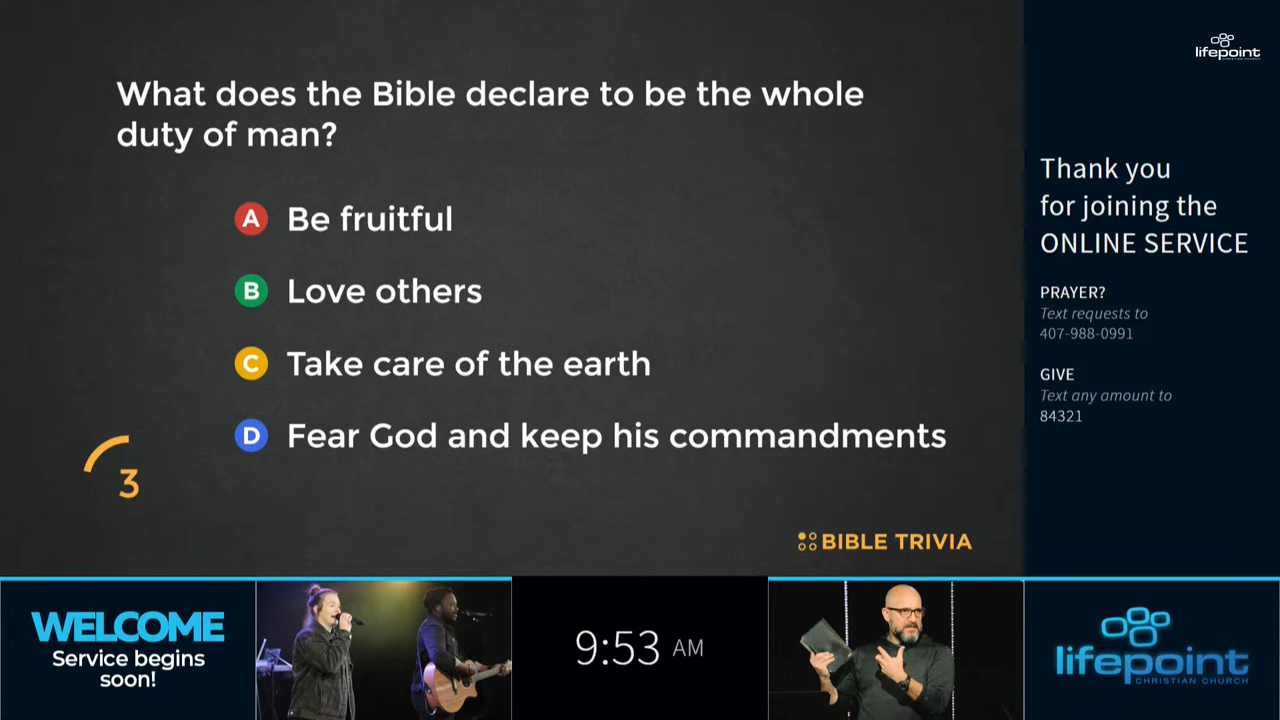 What does the Bible declare to be the whole
duty of man?
A Be fruitful
B Love others
C Take care of the earth
D Fear God and keep his commandments
3
BIBLE TRIVIA
lifepoint
CHRISTIAN CHURCH
Thank you
for joining the
ONLINE SERVICE
PRAYER?
Text requests to
407-988-0991
GIVE
Text any amount to
84321
WELCOME
Service begins
soon!
9:53 AM
lifepoint
CHRISTIAN CHURCH